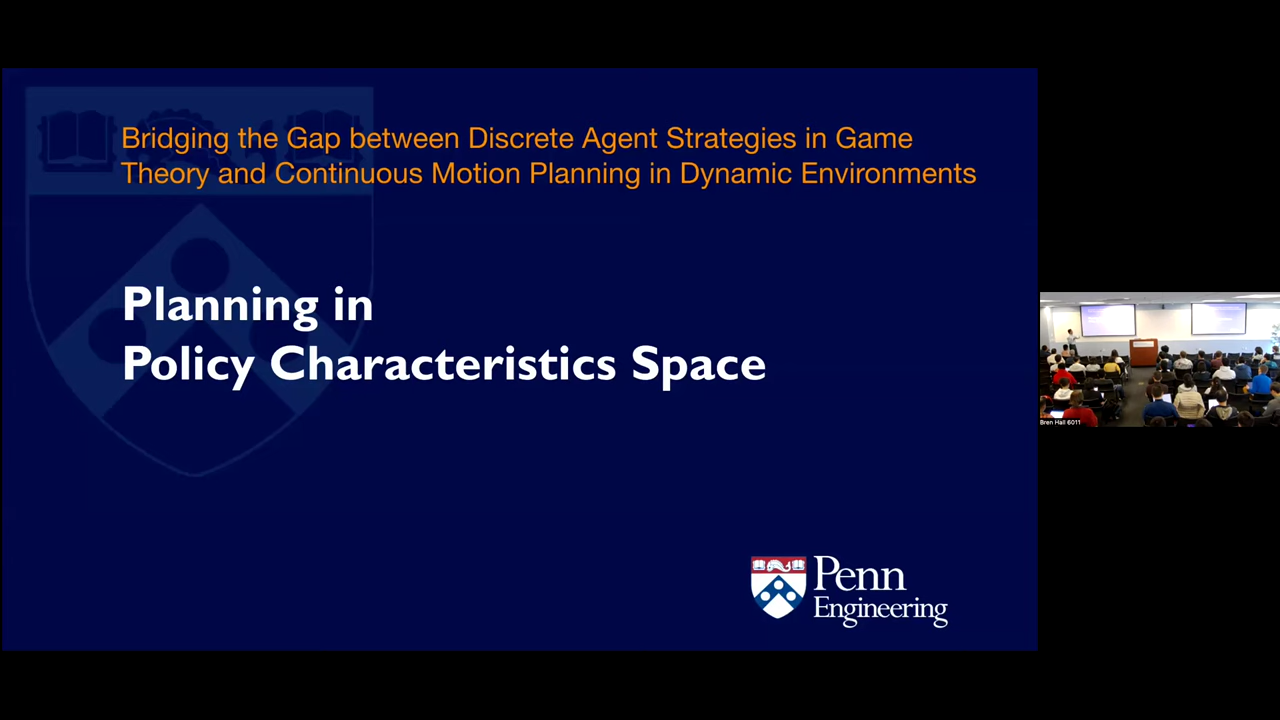 Bridging the Gap between Discrete Agent Strategies in Game
Theory and Continuous Motion Planning in Dynamic Environments
Planning in
Policy Characteristics Space
Penn
Engineering
Bren Hall 6011